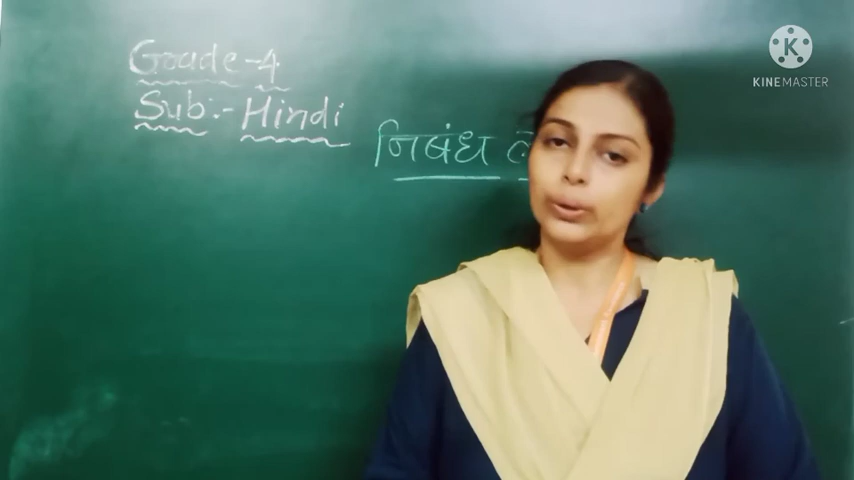 Grade-4
Sub:- Hindi
निबंध
KINEMASTER